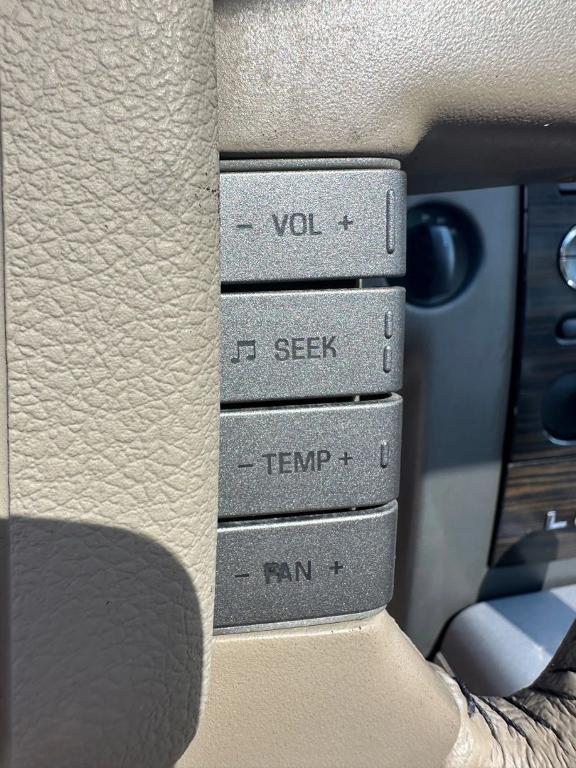 - VOL +
♫ SEEK
- TEMP +
- FAN +
L